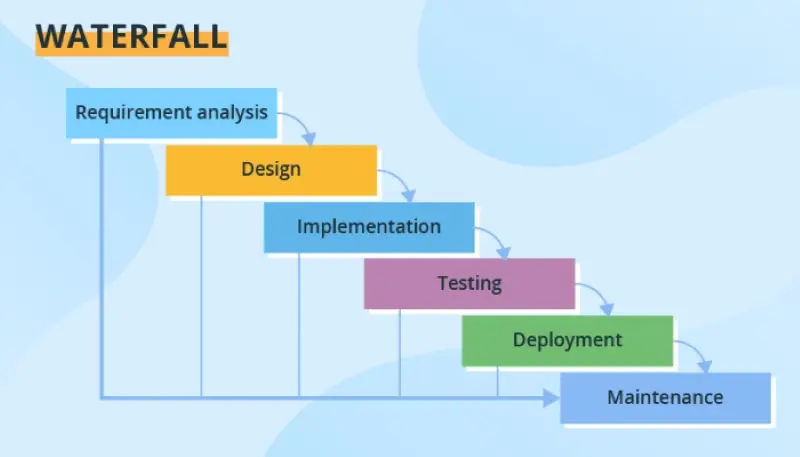 WATERFALL
Requirement analysis
Design
Implementation
Testing
Deployment
Maintenance